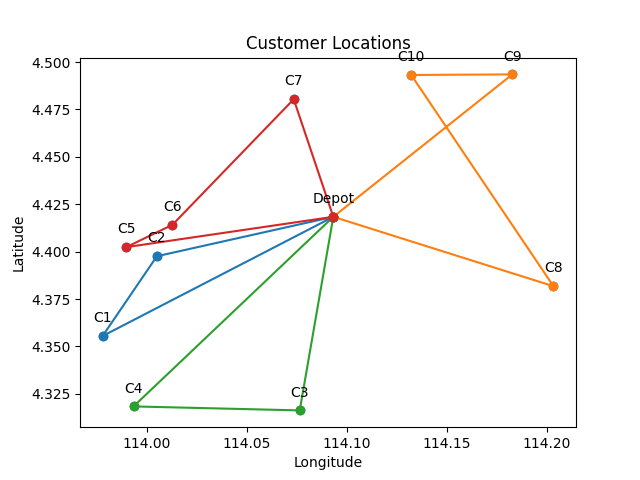 Customer Locations
C10
C9
C7
Depot
C6
C5
C2
C8
C1
C4
C3
4.500
4.475
4.450
4.425
4.400
4.375
4.350
4.325
Latitude
114.00
114.05
114.10
114.15
114.20
Longitude